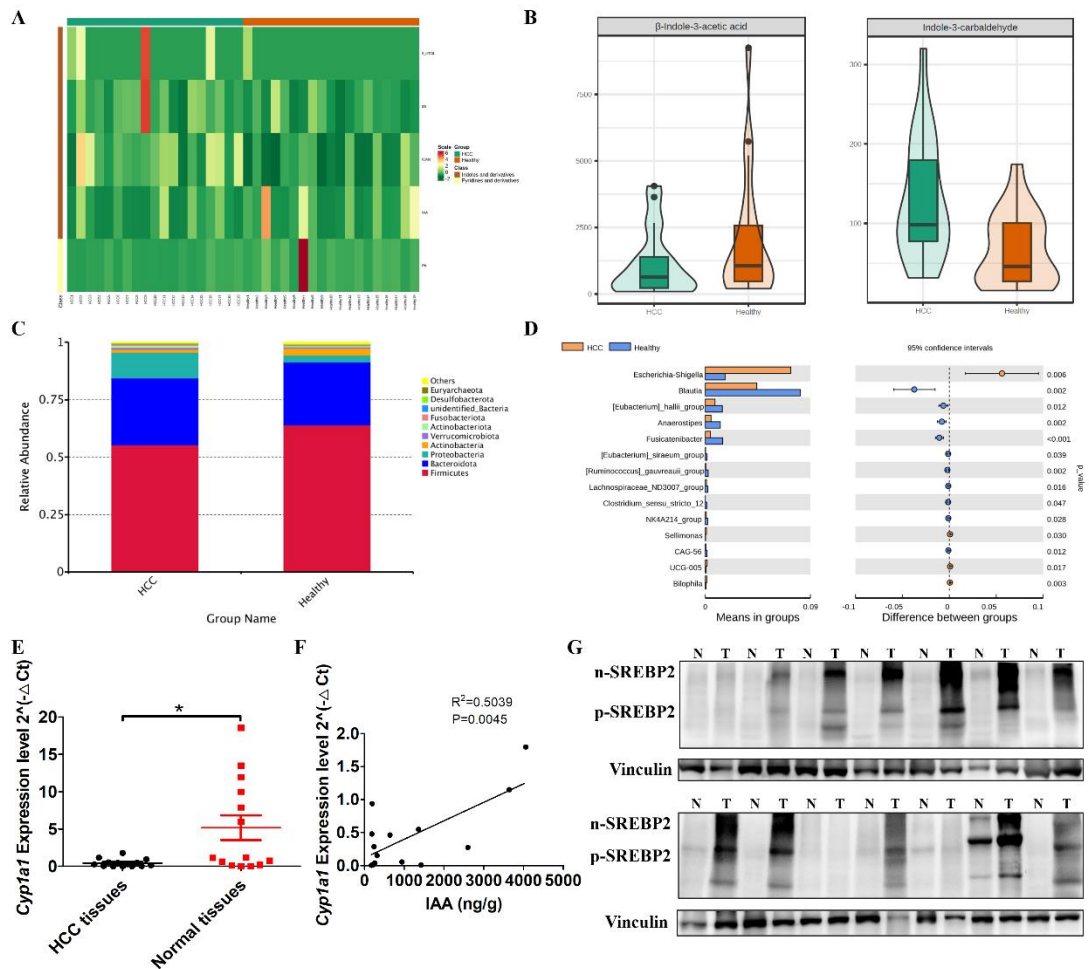 A
Scale
6
4
2
0
-2
Group
HCC
Healthy
Class
Indoles and derivatives
Pyridines and derivatives
Class
B
β-Indole-3-acetic acid
7500
5000
2500
0
HCC
Healthy
Indole-3-carbaldehyde
300
200
100
HCC
Healthy
C
Relative Abundance
1
0.75
0.5
0.25
0
HCC
Healthy
Group Name
Others
Euryarchaeota
Desulfobacterota
unidentified_Bacteria
Fusobacteriota
Actinobacteriota
Verrucomicrobiota
Actinobacteria
Proteobacteria
Bacteroidota
Firmicutes
D
HCC
Healthy
95% confidence intervals
Escherichia-Shigella 0.006
Blautia 0.002
[Eubacterium]_hallii_group 0.012
Anaerostipes 0.002
Fusicatenibacter <0.001
[Eubacterium]_siraeum_group 0.039
[Ruminococcus]_gauvreauii_group 0.002
Lachnospiraceae_ND3007_group 0.016
Clostridium_sensu_stricto_12 0.047
NK4A214_group 0.028
Sellimonas 0.030
CAG-56 0.012
UCG-005 0.017
Bilophila 0.003
p_value
0 0.09
Means in groups
-0.1 -0.05 0 0.05 0.1
Difference between groups
E
Cyp1a1 Expression level 2^(-△ Ct)
20
15
10
5
0
*
HCC tissues
Normal tissues
F
Cyp1a1 Expression level 2^(-△ Ct)
R²=0.5039
P=0.0045
2.0
1.5
1.0
0.5
0.0
0 1000 2000 3000 4000 5000
IAA (ng/g)
G
N T N T N T N T N T N T N T
n-SREBP2
p-SREBP2
Vinculin
N T N T N T N T N T N T N T
n-SREBP2
p-SREBP2
Vinculin